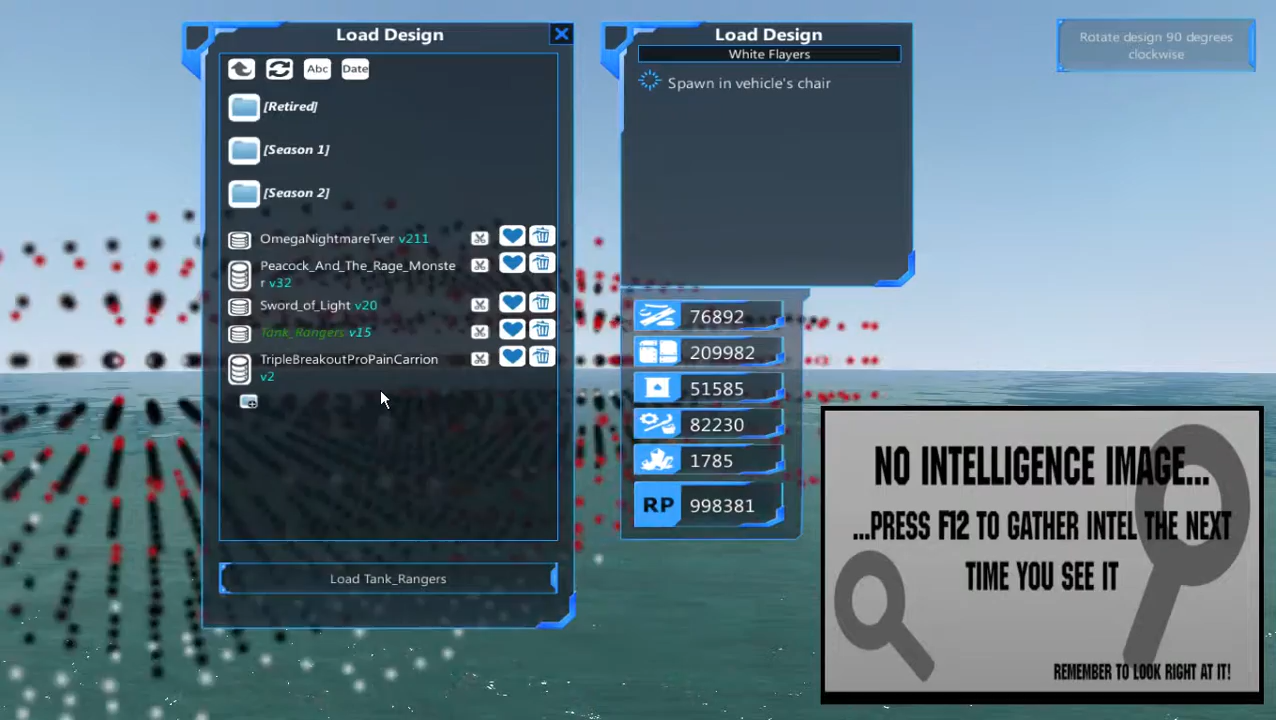 Load Design
Abc
Date
[Retired]
[Season 1]
[Season 2]
OmegaNightmareTver v211
Peacock_And_The_Rage_Monste
r v32
Sword_of_Light v20
Tank_Rangers v15
TripleBreakoutProPainCarrion
v2
Load Tank_Rangers
Load Design
White Flayers
Spawn in vehicle's chair
76892
209982
51585
82230
1785
RP 998381
Rotate design 90 degrees
clockwise
NO INTELLIGENCE IMAGE...
...PRESS F12 TO GATHER INTEL THE NEXT
TIME YOU SEE IT
REMEMBER TO LOOK RIGHT AT IT!